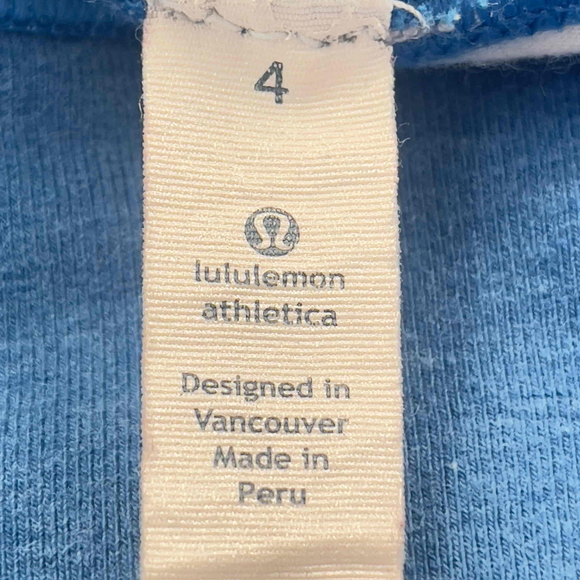 4
lululemon
athletica
Designed in
Vancouver
Made in
Peru